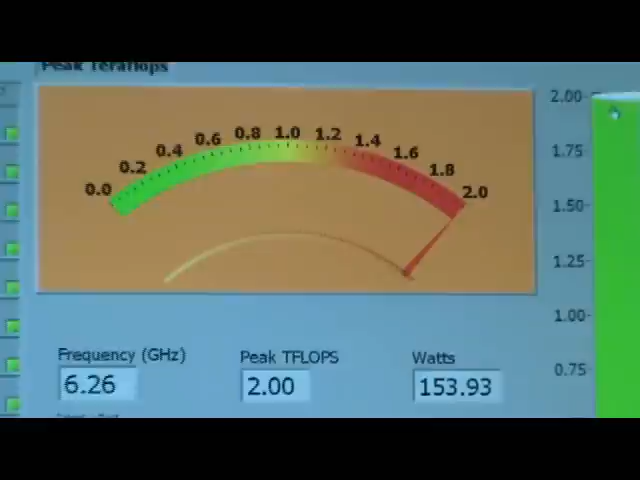 Peak Teraflops
0.0 0.2 0.4 0.6 0.8 1.0 1.2 1.4 1.6 1.8 2.0
2.00
1.75
1.50
1.25
1.00
0.75
Frequency (GHz) Peak TFLOPS Watts
6.26 2.00 153.93